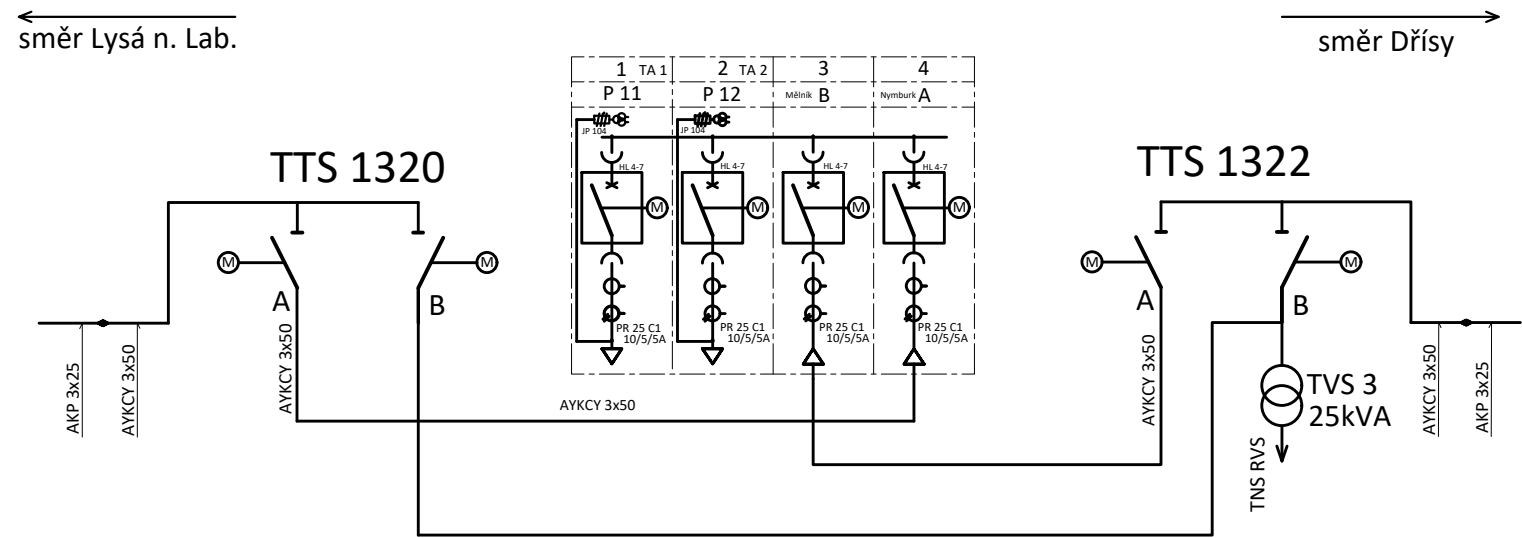 směr Lysá n. Lab.
směr Dřísy
1 TA 1
2 TA 2
3
4
P 11
P 12
Mělník B
Nymburk A
JP 104
JP 104
HL 4-7
HL 4-7
HL 4-7
HL 4-7
TTS 1320
TTS 1322
M
M
M
M
M
M
M
M
A
B
A
B
PR 25 C1
10/5/5A
PR 25 C1
10/5/5A
PR 25 C1
10/5/5A
PR 25 C1
10/5/5A
AKP 3x25
AYKCY 3x50
AYKCY 3x50
AYKCY 3x50
AYKCY 3x50
TVS 3
25kVA
TNS RVS
AYKCY 3x50
AKP 3x25